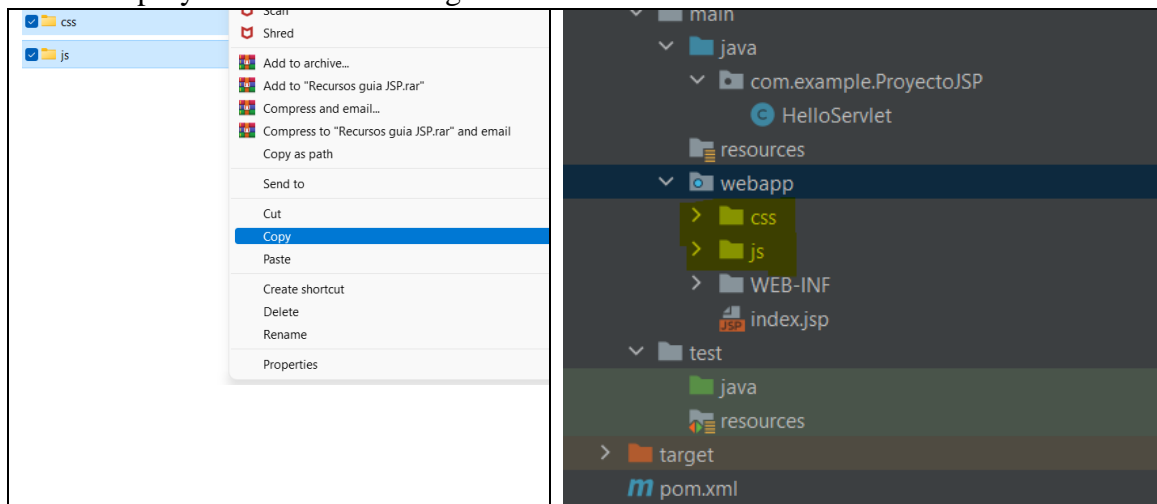 css
js
Scan
Shred
Add to archive...
Add to "Recursos guia JSP.rar"
Compress and email...
Compress to "Recursos guia JSP.rar" and email
Copy as path
Send to
Cut
Copy
Paste
Create shortcut
Delete
Rename
Properties
main
java
com.example.ProyectoJSP
C HelloServlet
resources
webapp
css
js
WEB-INF
JSP index.jsp
test
java
resources
target
m pom.xml